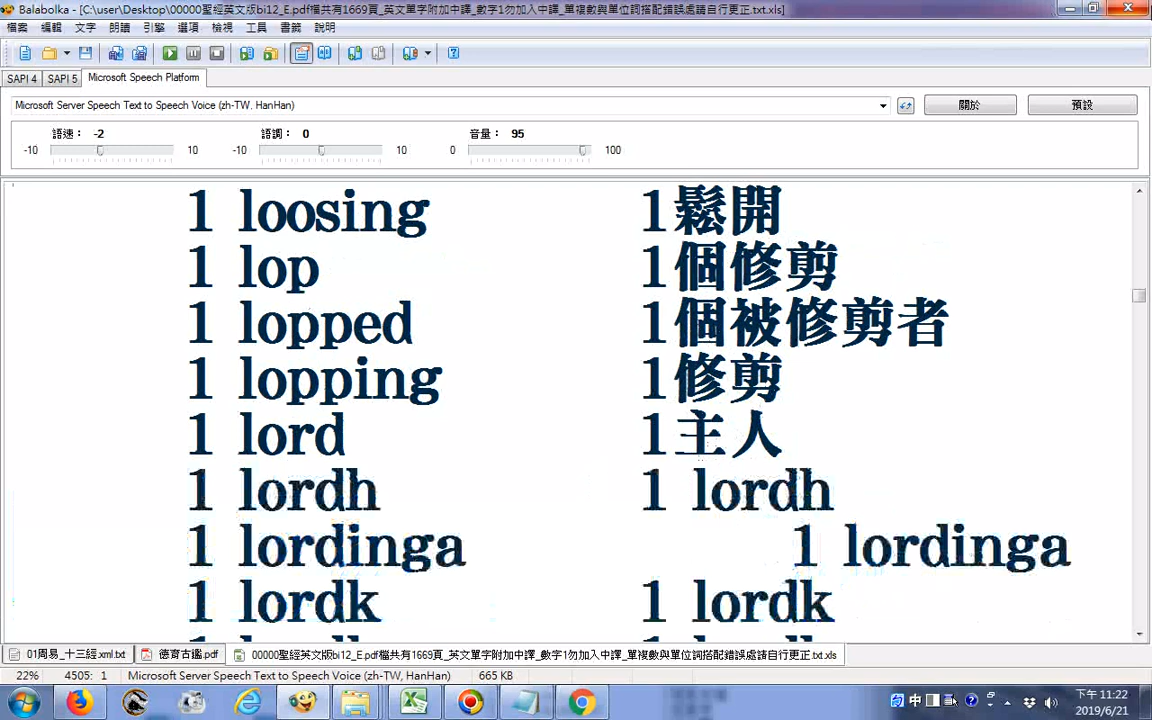 Balabolka - [C:\user\Desktop\00000聖經英文版bi12_E.pdf檔共有1669頁_英文單字附加中譯_數字1勿加入中譯_單複數與單位詞搭配錯誤處請自行更正.txt.xls]
檔案 編輯 文字 朗讀 引擎 選項 檢視 工具 書籤 說明
SAPI 4 SAPI 5 Microsoft Speech Platform
Microsoft Server Speech Text to Speech Voice (zh-TW, HanHan) 關於 預設
語速： -2 語調： 0 音量： 95
-10 10 -10 10 0 100
1 loosing 1鬆開
1 lop 1個修剪
1 lopped 1個被修剪者
1 lopping 1修剪
1 lord 1主人
1 lordh 1 lordh
1 lordinga 1 lordinga
1 lordk 1 lordk
01周易_十三經.xml.txt 德育古鑑.pdf 00000聖經英文版bi12_E.pdf檔共有1669頁_英文單字附加中譯_數字1勿加入中譯_單複數與單位詞搭配錯誤處請自行更正.txt.xls
22% 4505: 1 Microsoft Server Speech Text to Speech Voice (zh-TW, HanHan) 665 KB
中 下午 11:22
2019/6/21